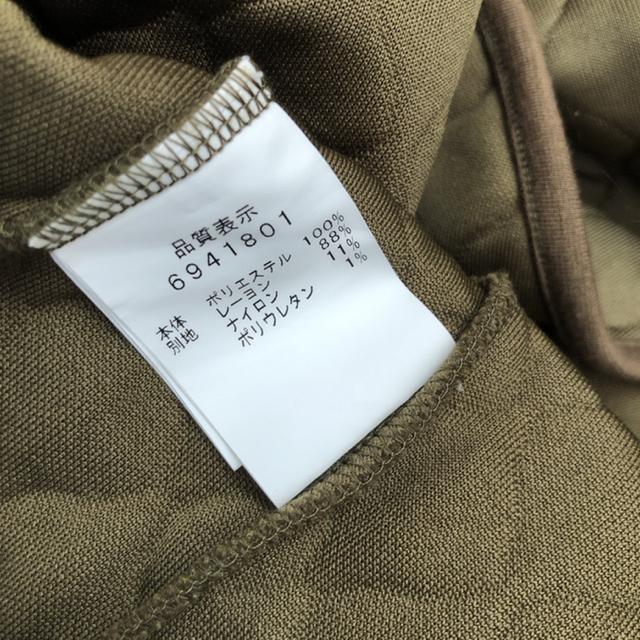 品質表示
6941801
本体 ポリエステル 100%
別地 レーヨン 88%
ナイロン 11%
ポリウレタン 1%